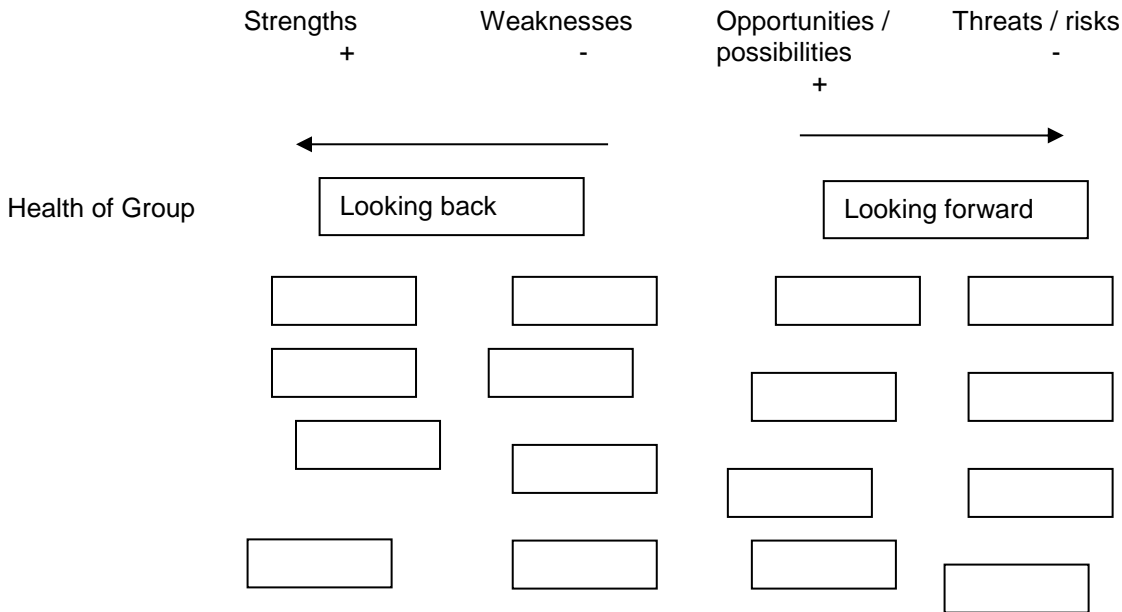 Strengths
+
Weaknesses
-
Opportunities /
possibilities
+
Threats / risks
-
Health of Group
Looking back
Looking forward